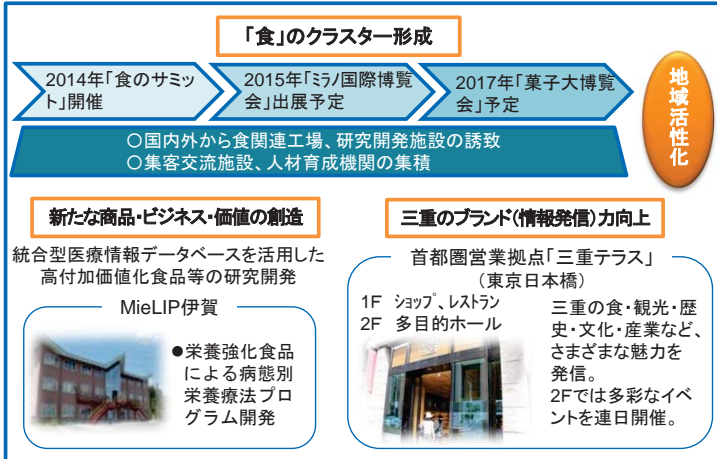 「食」のクラスター形成
2014年「食のサミッ
ト」開催
2015年「ミラノ国際博覧
会」出展予定
2017年「菓子大博覧
会」予定
地域活性化
○国内外から食関連工場、研究開発施設の誘致
○集客交流施設、人材育成機関の集積
新たな商品・ビジネス・価値の創造
統合型医療情報データベースを活用した
高付加価値化食品等の研究開発
MieLIP伊賀
●栄養強化食品
による病態別
栄養療法プロ
グラム開発
三重のブランド(情報発信)力向上
首都圏営業拠点「三重テラス」
(東京日本橋)
1F ショップ、レストラン
2F 多目的ホール
三重の食・観光・歴
史・文化・産業など、
さまざまな魅力を
発信。
2Fでは多彩なイベ
ントを連日開催。